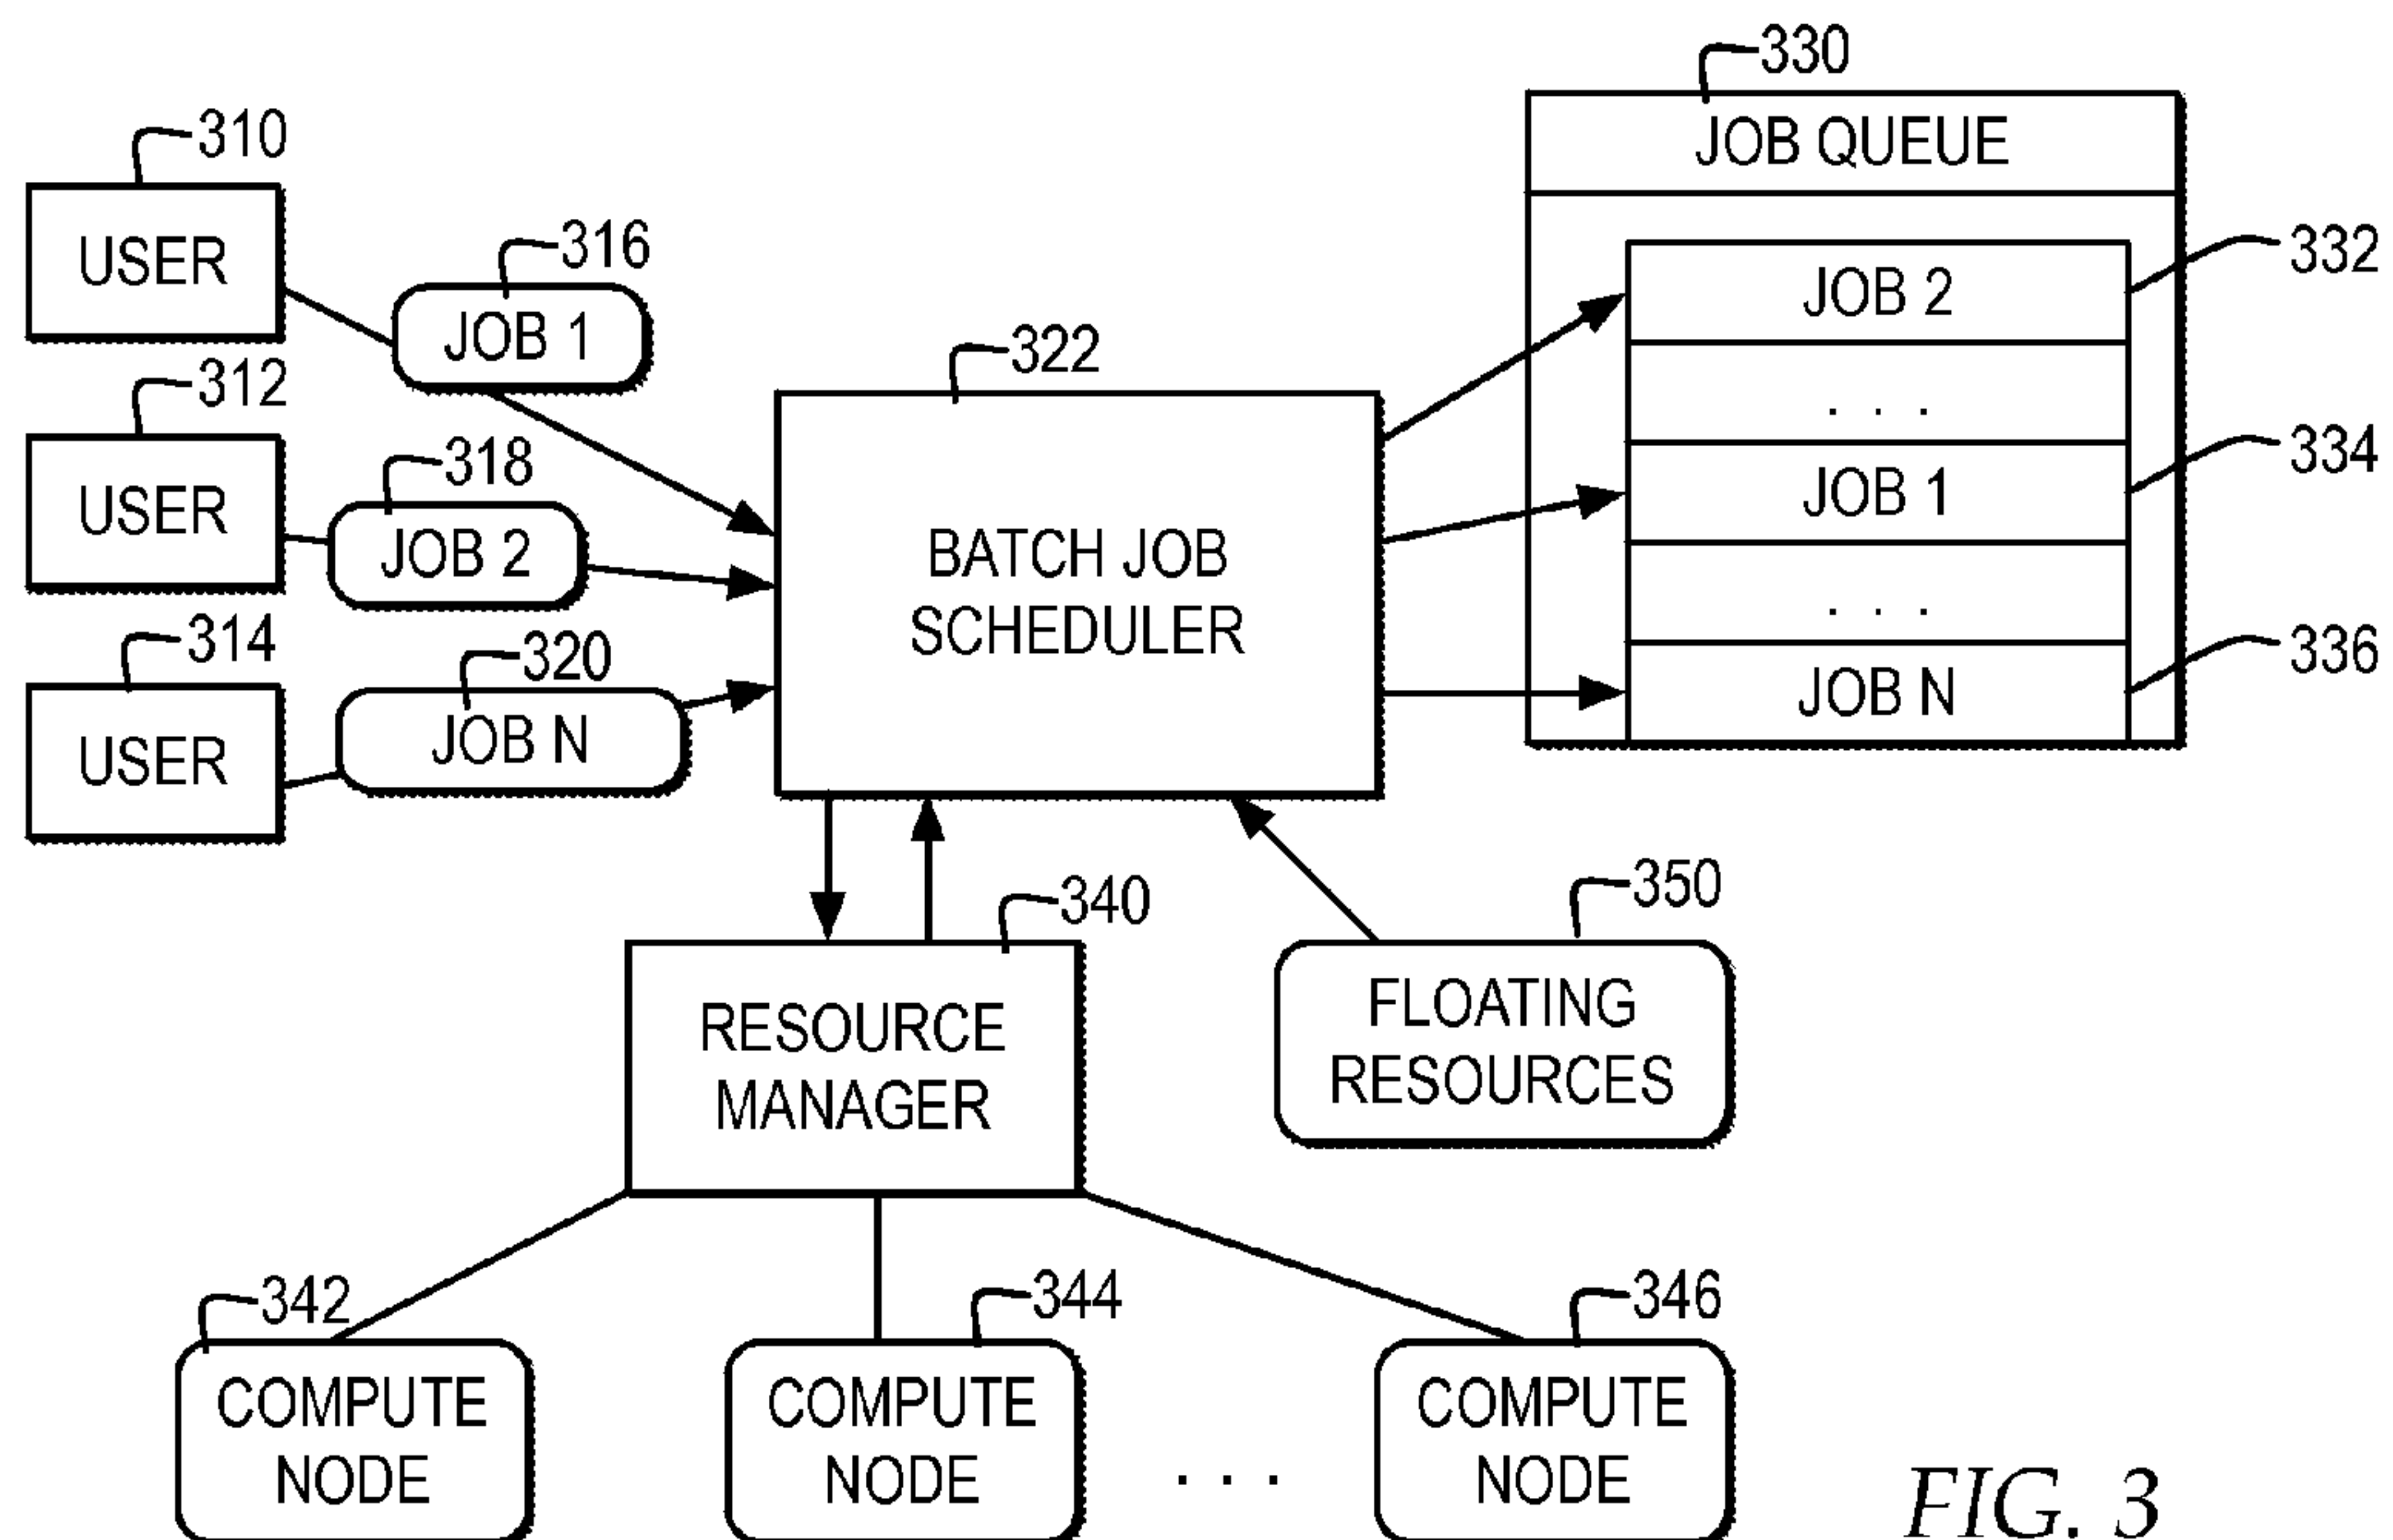 330
JOB QUEUE
310
USER
316
JOB 1
332
JOB 2
. . .
322
312
USER
318
JOB 2
334
JOB 1
. . .
BATCH JOB
SCHEDULER
314
USER
320
JOB N
336
JOB N
340
RESOURCE
MANAGER
350
FLOATING
RESOURCES
342
COMPUTE
NODE
344
COMPUTE
NODE
. . .
346
COMPUTE
NODE
FIG. 3